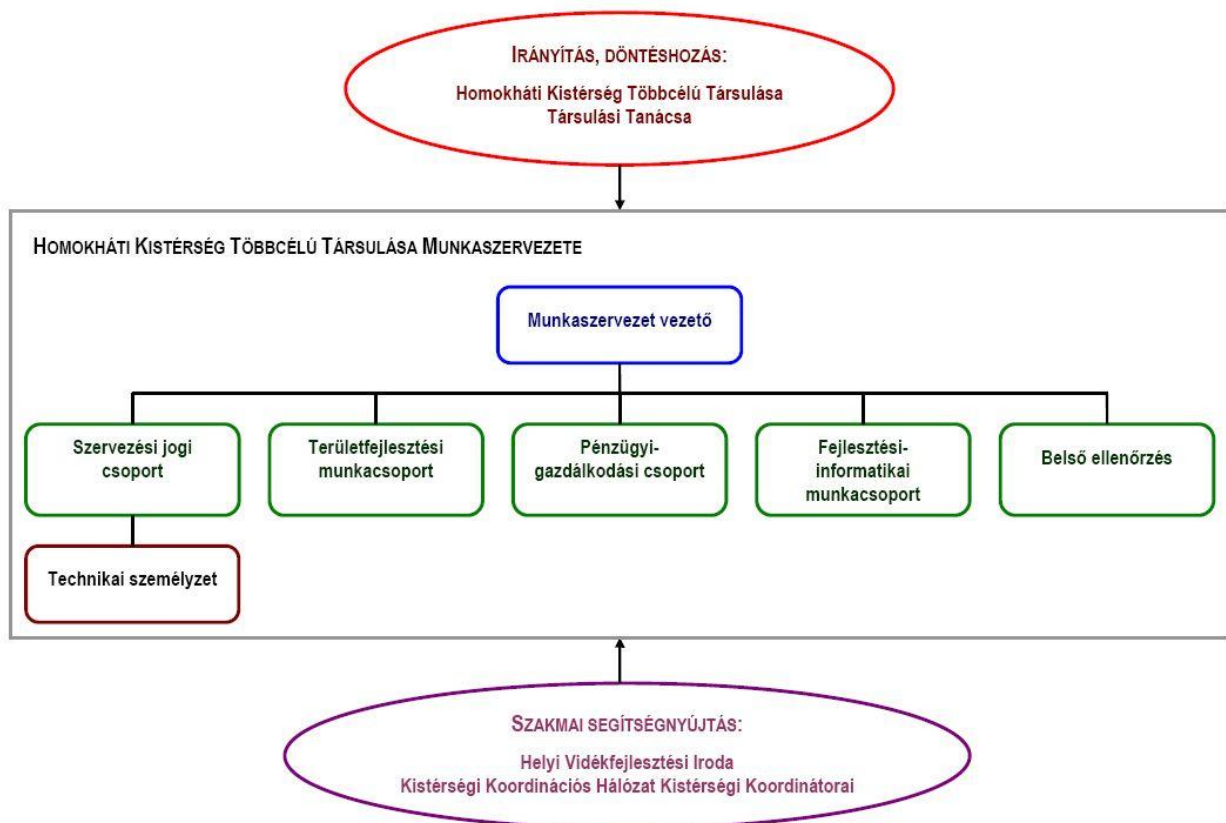 IRÁNYÍTÁS, DÖNTÉSHOZÁS:
Homokháti Kistérség Többcélú Társulása
Társulási Tanácsa
HOMOKHÁTI KISTÉRSÉG TÖBBCÉLÚ TÁRSULÁSA MUNKASZERVEZETE
Munkaszervezet vezető
Szervezési jogi
csoport
Területfejlesztési
munkacsoport
Pénzügyi-
gazdálkodási csoport
Fejlesztési-
informatikai
munkacsoport
Belső ellenőrzés
Technikai személyzet
SZAKMAI SEGÍTSÉGNYÚJTÁS:
Helyi Vidékfejlesztési Iroda
Kistérségi Koordinációs Hálózat Kistérségi Koordinátorai